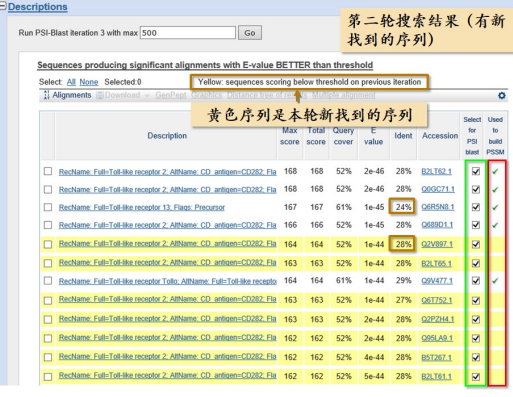 Descriptions
第二轮搜索结果（有新
找到的序列）
Run PSI-Blast iteration 3 with max 500 Go
Sequences producing significant alignments with E-value BETTER than threshold
Select: All None Selected:0
Yellow: sequences scoring below threshold on previous iteration
Alignments Download GenPept Graphics Distance tree of results Multiple alignment
黄色序列是本轮新找到的序列
Description Max score Total score Query cover E value Ident Accession Select for PSI blast Used to build PSSM
RecName: Full=Toll-like receptor 2; AltName: CD_antigen=CD282; Fla 168 168 52% 2e-46 28% B2LT62.1
RecName: Full=Toll-like receptor 2; AltName: CD_antigen=CD282; Fla 168 168 52% 2e-46 28% Q0GC71.1
RecName: Full=Toll-like receptor 13; Flags: Precursor 167 167 61% 1e-45 24% Q6R5N8.1
RecName: Full=Toll-like receptor 2; AltName: CD_antigen=CD282; Fla 166 166 52% 1e-45 28% Q689D1.1
RecName: Full=Toll-like receptor 2; AltName: CD_antigen=CD282; Fla 164 164 52% 1e-44 28% Q2V897.1
RecName: Full=Toll-like receptor 2; AltName: CD_antigen=CD282; Fla 163 163 52% 1e-44 28% B2LT65.1
RecName: Full=Toll-like receptor Tollo; AltName: Full=Toll-like recepto 164 164 61% 1e-44 29% Q9V477.1
RecName: Full=Toll-like receptor 2; AltName: CD_antigen=CD282; Fla 163 163 52% 1e-44 27% Q6T752.1
RecName: Full=Toll-like receptor 2; AltName: CD_antigen=CD282; Fla 163 163 52% 2e-44 28% Q2PZH4.1
RecName: Full=Toll-like receptor 2; AltName: CD_antigen=CD282; Fla 162 162 52% 2e-44 28% Q95LA9.1
RecName: Full=Toll-like receptor 2; AltName: CD_antigen=CD282; Fla 162 162 52% 4e-44 28% B5T267.1
RecName: Full=Toll-like receptor 2; AltName: CD_antigen=CD282; Fla 162 162 52% 5e-44 28% B2LT61.1